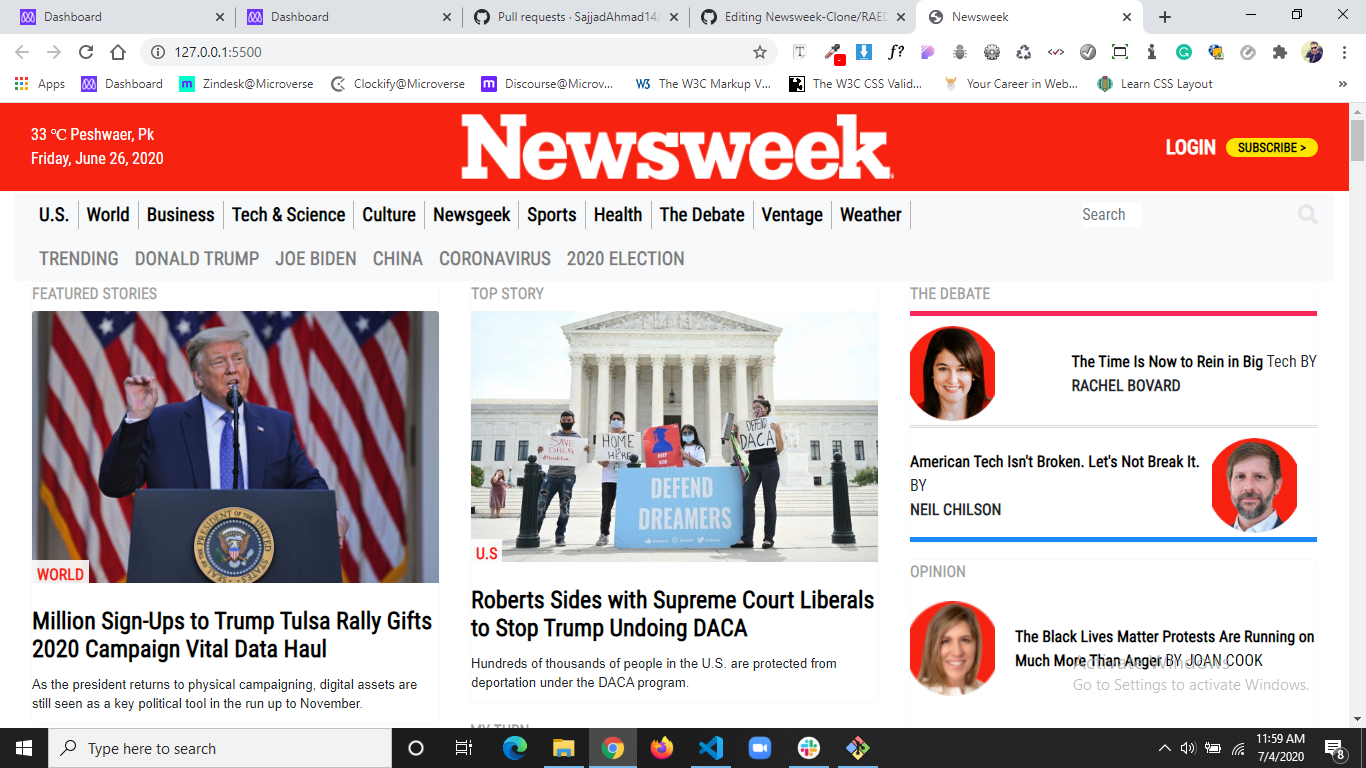 Dashboard
Dashboard
Pull requests · SajjadAhmad14/
Editing Newsweek-Clone/READ
Newsweek
127.0.0.1:5500
Apps
Dashboard
Zindesk@Microverse
Clockify@Microverse
Discourse@Microv...
The W3C Markup V...
The W3C CSS Valid...
Your Career in Web...
Learn CSS Layout
33 °C Peshwaer, Pk
Friday, June 26, 2020
Newsweek
LOGIN
SUBSCRIBE >
U.S. World Business Tech & Science Culture Newsgeek Sports Health The Debate Ventage Weather
Search
TRENDING DONALD TRUMP JOE BIDEN CHINA CORONAVIRUS 2020 ELECTION
FEATURED STORIES
WORLD
Million Sign-Ups to Trump Tulsa Rally Gifts
2020 Campaign Vital Data Haul
As the president returns to physical campaigning, digital assets are
still seen as a key political tool in the run up to November.
TOP STORY
SAVE
DACA
HOME
IS
HERE
DEFEND
DACA
DEFEND
DREAMERS
U.S
Roberts Sides with Supreme Court Liberals
to Stop Trump Undoing DACA
Hundreds of thousands of people in the U.S. are protected from
deportation under the DACA program.
MY TURN
THE DEBATE
The Time Is Now to Rein in Big Tech BY
RACHEL BOVARD
American Tech Isn't Broken. Let's Not Break It.
BY
NEIL CHILSON
OPINION
The Black Lives Matter Protests Are Running on
Much More Than Anger BY JOAN COOK
Activate Windows
Go to Settings to activate Windows.
Type here to search
11:59 AM
7/4/2020
8